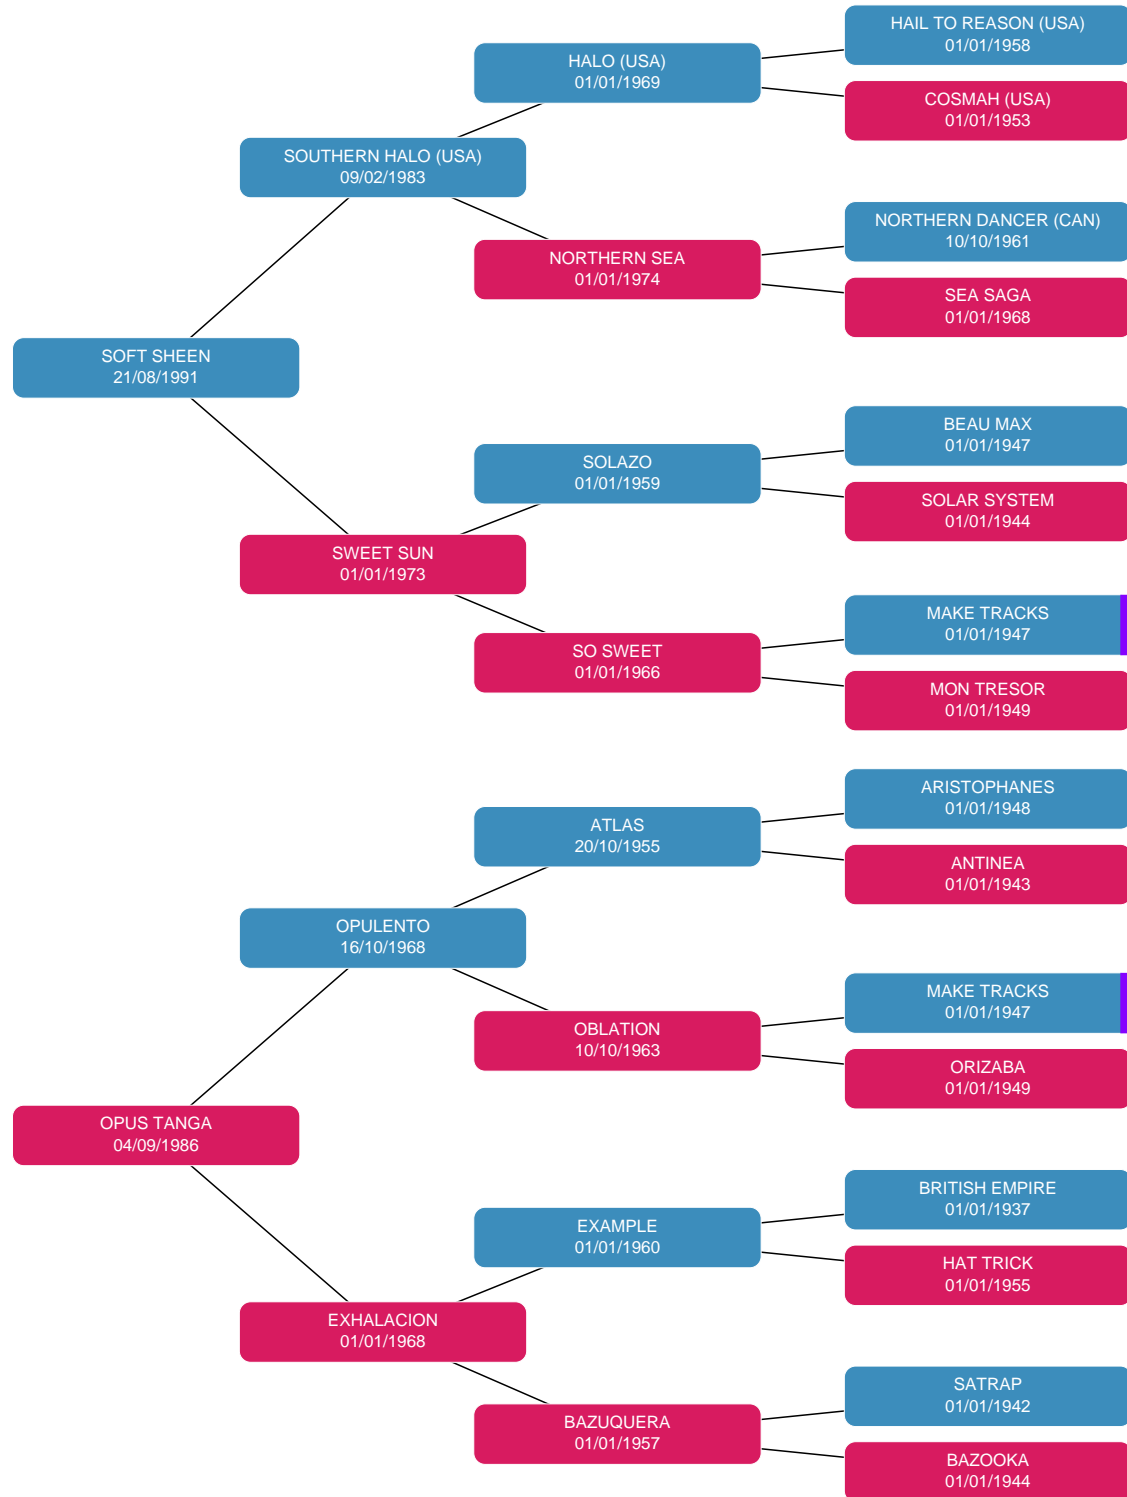 HAIL TO REASON (USA)
01/01/1958
HALO (USA)
01/01/1969
COSMAH (USA)
01/01/1953
SOUTHERN HALO (USA)
09/02/1983
NORTHERN DANCER (CAN)
10/10/1961
NORTHERN SEA
01/01/1974
SEA SAGA
01/01/1968
SOFT SHEEN
21/08/1991
BEAU MAX
01/01/1947
SOLAZO
01/01/1959
SOLAR SYSTEM
01/01/1944
SWEET SUN
01/01/1973
MAKE TRACKS
01/01/1947
SO SWEET
01/01/1966
MON TRESOR
01/01/1949
ARISTOPHANES
01/01/1948
ATLAS
20/10/1955
ANTINEA
01/01/1943
OPULENTO
16/10/1968
MAKE TRACKS
01/01/1947
OBLATION
10/10/1963
ORIZABA
01/01/1949
OPUS TANGA
04/09/1986
BRITISH EMPIRE
01/01/1937
EXAMPLE
01/01/1960
HAT TRICK
01/01/1955
EXHALACION
01/01/1968
SATRAP
01/01/1942
BAZUQUERA
01/01/1957
BAZOOKA
01/01/1944